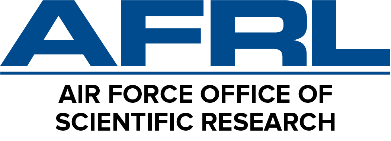 AFRL
AIR FORCE OFFICE OF
SCIENTIFIC RESEARCH